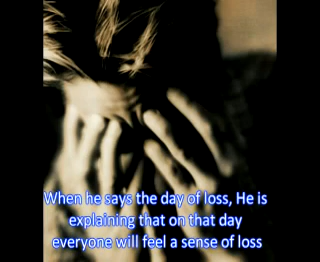 When he says the day of loss, He is
explaining that on that day
everyone will feel a sense of loss